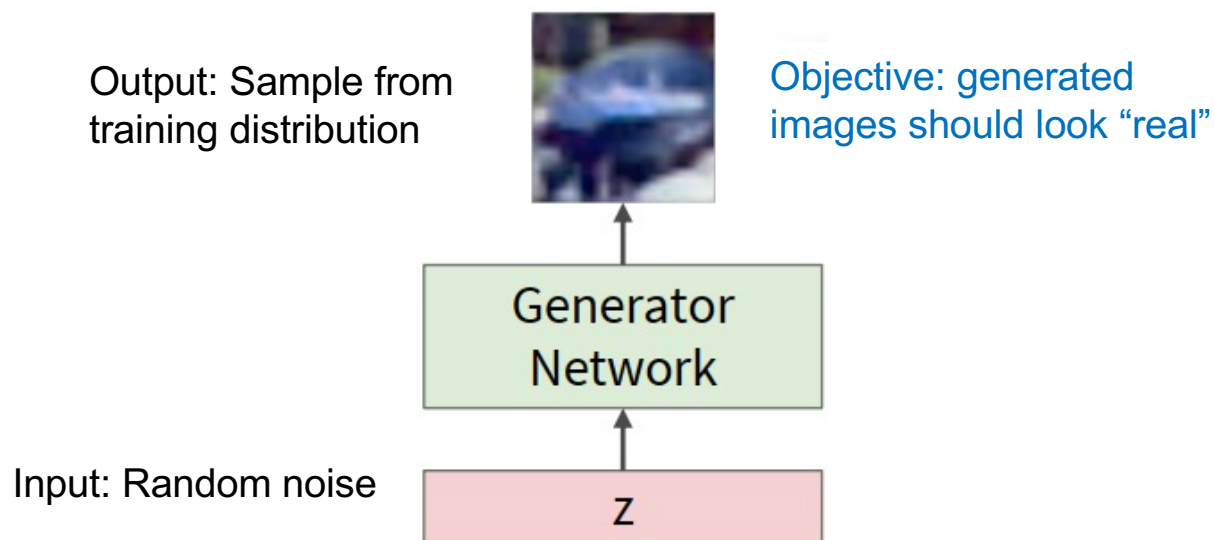 Output: Sample from
training distribution
Objective: generated
images should look “real”
Generator
Network
Input: Random noise
z